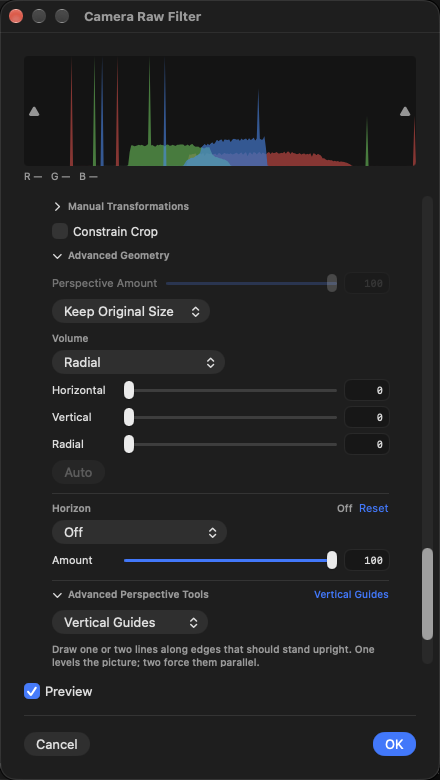 Camera Raw Filter
R — G — B —
Manual Transformations
Constrain Crop
Advanced Geometry
Perspective Amount 100
Keep Original Size
Volume
Radial
Horizontal 0
Vertical 0
Radial 0
Auto
Horizon Off Reset
Off
Amount 100
Advanced Perspective Tools Vertical Guides
Vertical Guides
Draw one or two lines along edges that should stand upright. One
levels the picture; two force them parallel.
Preview
Cancel OK